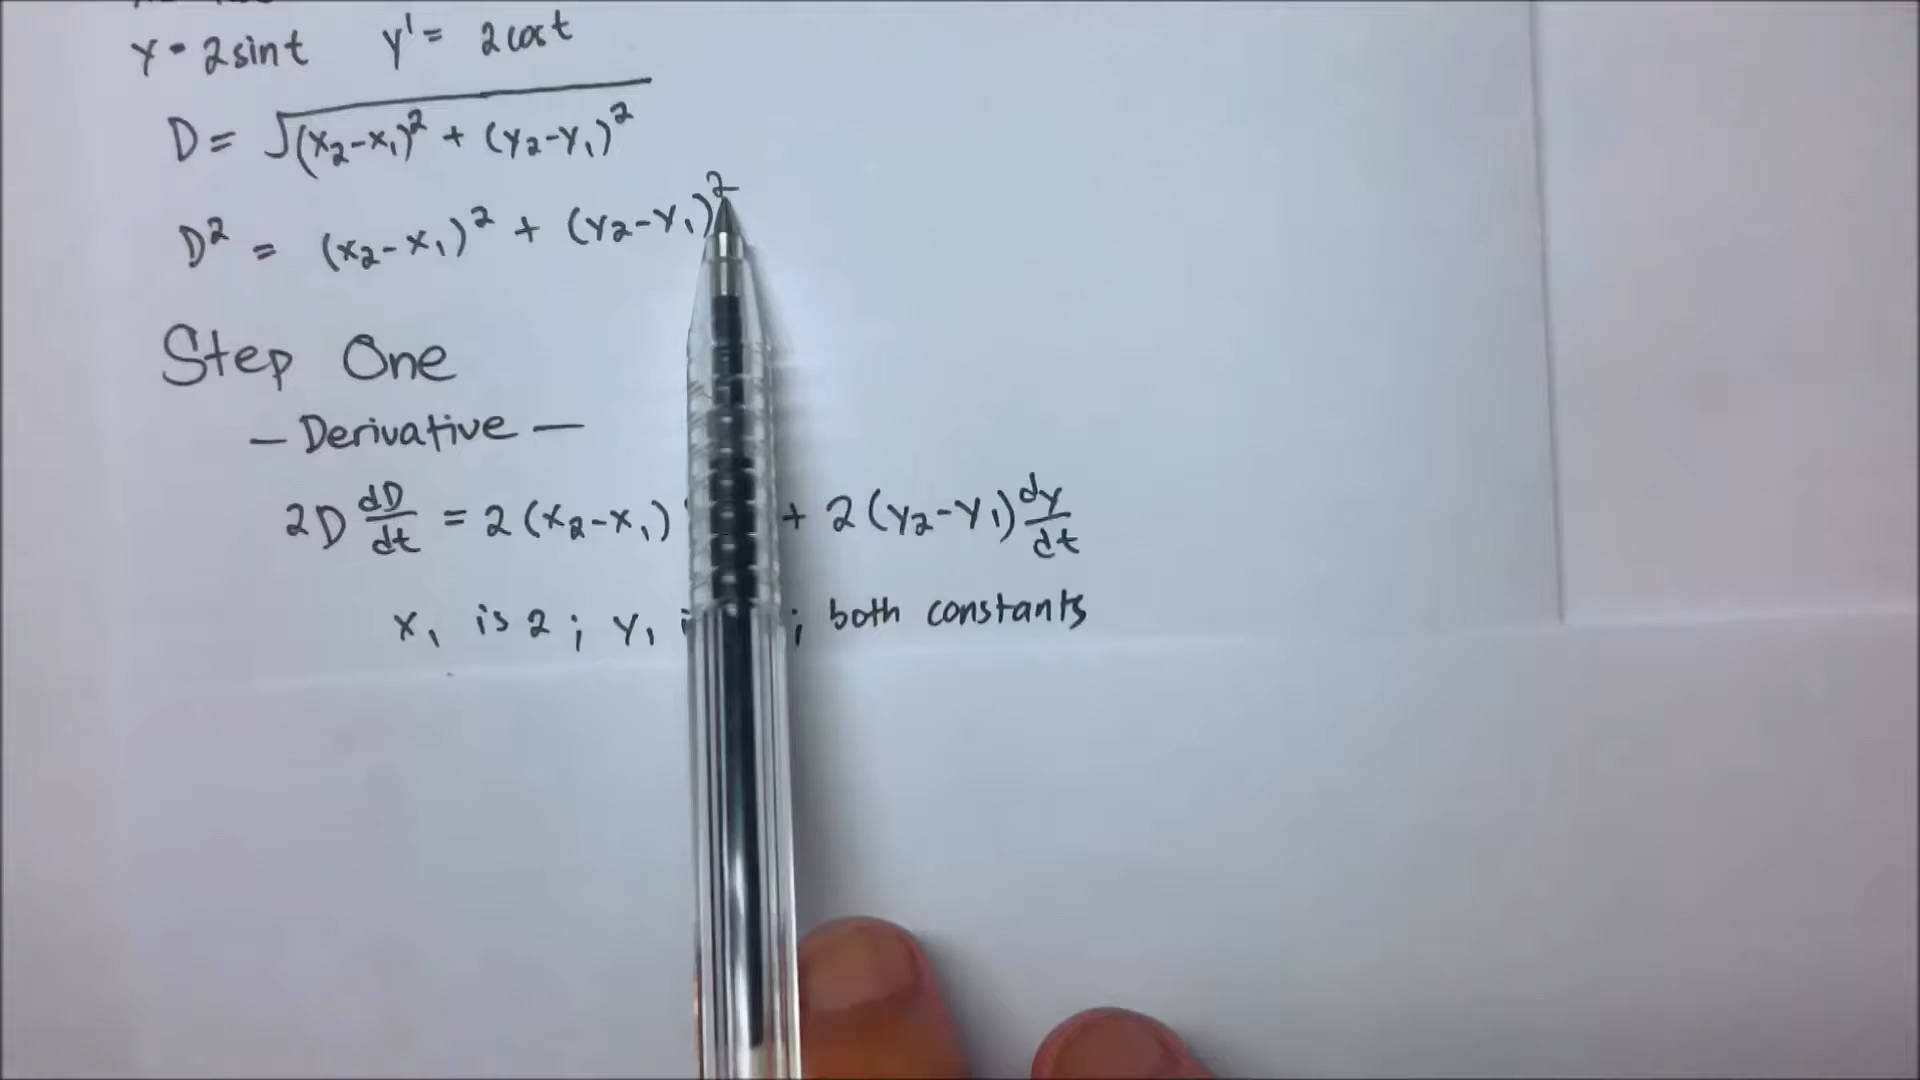 y = 2sint y' = 2cost
D = √(x₂-x₁)² + (y₂-y₁)²
D² = (x₂-x₁)² + (y₂-y₁)²
Step One
— Derivative —
2D dD/dt = 2(x₂-x₁) + 2(y₂-y₁) dy/dt
x₁ is 2 ; y₁ ; both constants